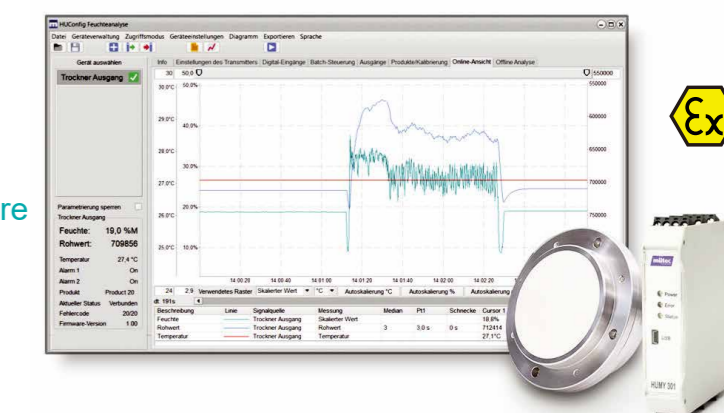 HUConfig Feuchteanalyse
Datei Geräteverwaltung Zugriffsmodus Geräteeinstellungen Diagramm Exportieren Sprache
Gerät auswählen
Info Einstellungen des Transmitters Digital-Eingänge Batch-Steuerung Ausgänge Produkte/Kalibrierung Online-Ansicht Offline Analyse
Trockner Ausgang
30 50,0 550000
30.0°C 50,0% 550000
29.0°C 40,0% 600000
28.0°C 650000
27.0°C 30.0% 700000
26.0°C 20,0% 750000
25.0°C 10,0%
14 00 20 14 00 40 14 01 00 14 01 20 14 01 40 14 02 00 14 02 20
re
Parametrierung sperren
Trockner Ausgang
Feuchte: 19,0 %M
Rohwert: 709856
Temperatur 27,4 °C
Alarm 1 On
Alarm 2 On
Produkt Product 20
Aktueller Status Verbunden
Fehlercode 20/20
Firmware-Version 1.00
24 2.9 Verwendetes Raster Skalierter Wert °C Autoskalierung °C Autoskalierung % Autoskalierung
dt: 191s
Beschreibung Linie Signalquelle Messung Median Pt1 Schnecke Cursor 1
Feuchte Trockner Ausgang Skalierter Wert 19,8%
Rohwert Trockner Ausgang Rohwert 3 3,0 s 0 s 712414
Temperatur Trockner Ausgang Temperatur 27,1°C
Ex
mütec
Power
Error
Status
USB
HUMY 301